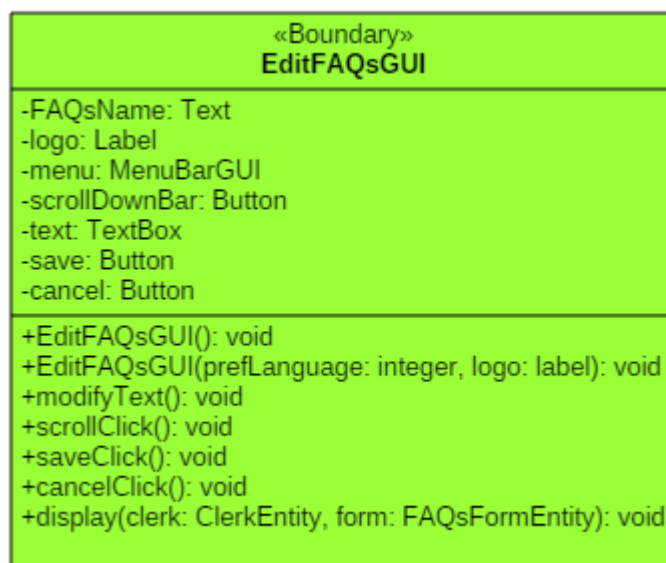 «Boundary»
EditFAQsGUI
-FAQsName: Text
-logo: Label
-menu: MenuBarGUI
-scrollDownBar: Button
-text: TextBox
-save: Button
-cancel: Button
+EditFAQsGUI(): void
+EditFAQsGUI(prefLanguage: integer, logo: label): void
+modifyText(): void
+scrollClick(): void
+saveClick(): void
+cancelClick(): void
+display(clerk: ClerkEntity, form: FAQsFormEntity): void